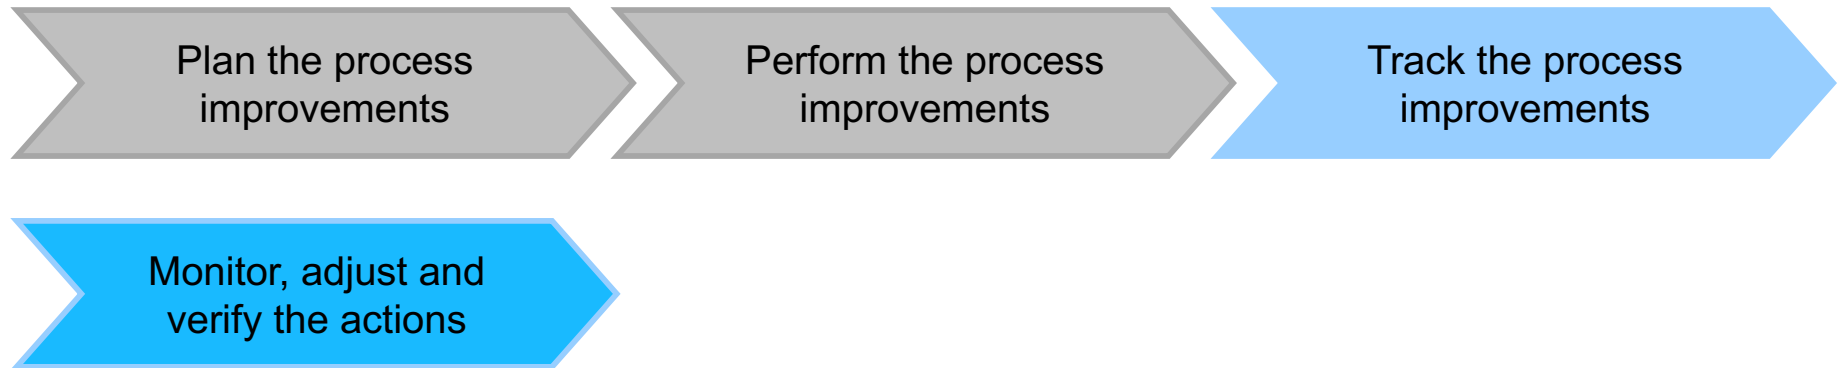 Plan the process
improvements
Perform the process
improvements
Track the process
improvements
Monitor, adjust and
verify the actions